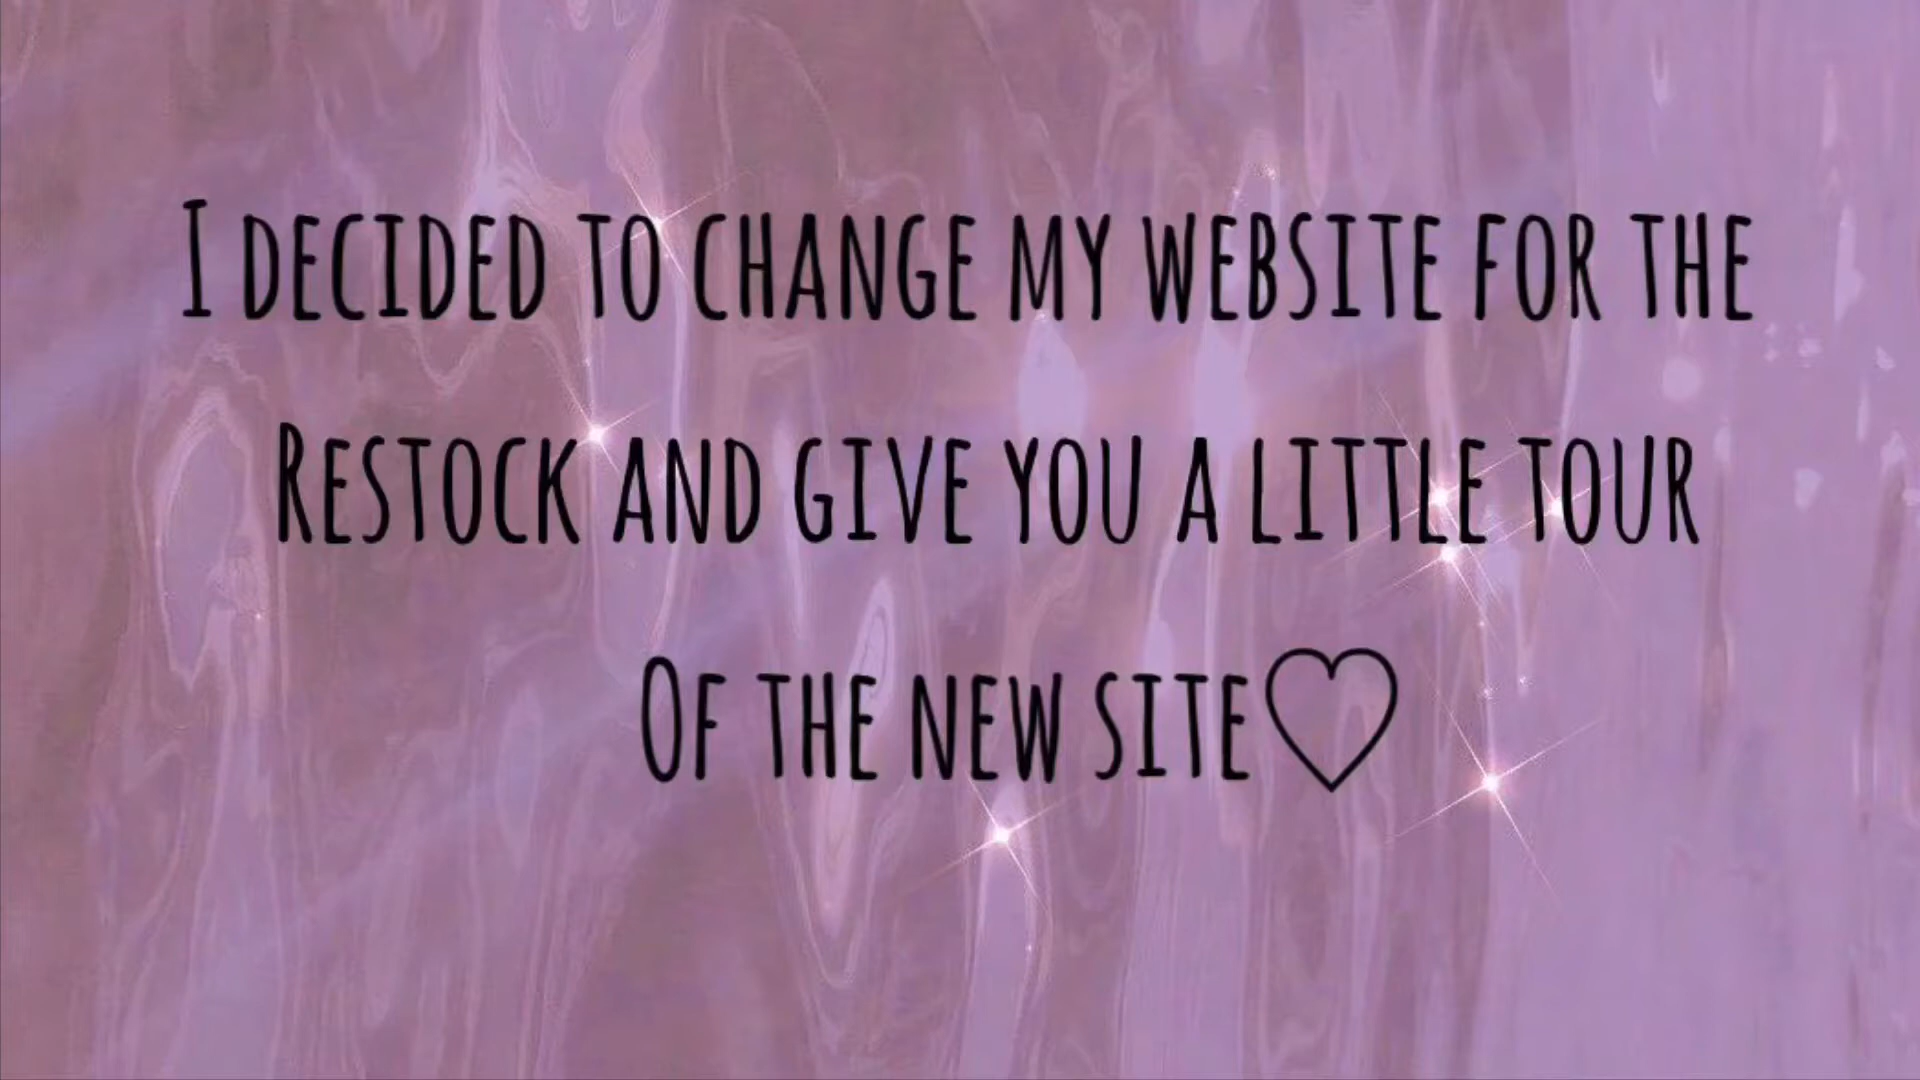 I decided to change my website for the
Restock and give you a little tour
Of the new site♡